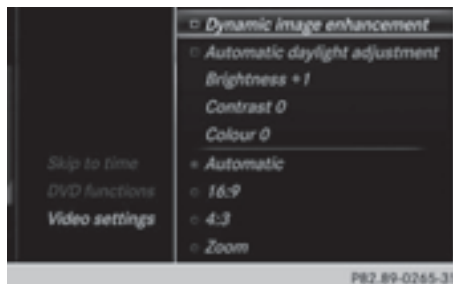 Dynamic image enhancement
Automatic daylight adjustment
Brightness +1
Contrast 0
Colour 0
Skip to time
Automatic
DVD functions
16:9
Video settings
4:3
Zoom
P82.89-0265-31